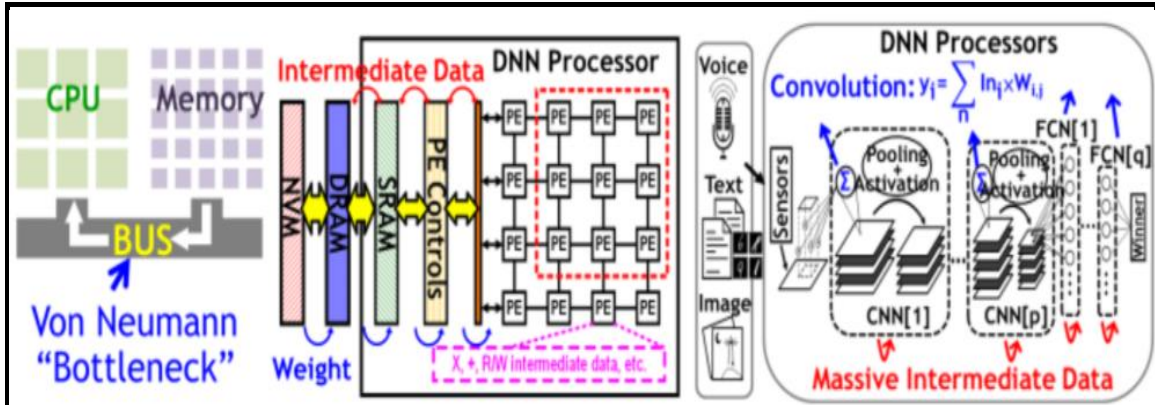 CPU
Memory
BUS
Von Neumann
“Bottleneck”
Intermediate Data
DNN Processor
NVM
DRAM
SRAM
PE Controls
PE PE PE PE
PE PE PE PE
PE PE PE PE
PE PE PE PE
Weight
X, +, R/W intermediate data, etc.
Voice
Text
Image
DNN Processors
Convolution: yᵢ= ∑ₙ Inᵢ×Wᵢ,ⱼ
Sensors
Σ
Pooling
+
Activation
CNN[1]
Σ
Pooling
+
Activation
CNN[p]
FCN[1]
FCN[q]
Winner
Massive Intermediate Data